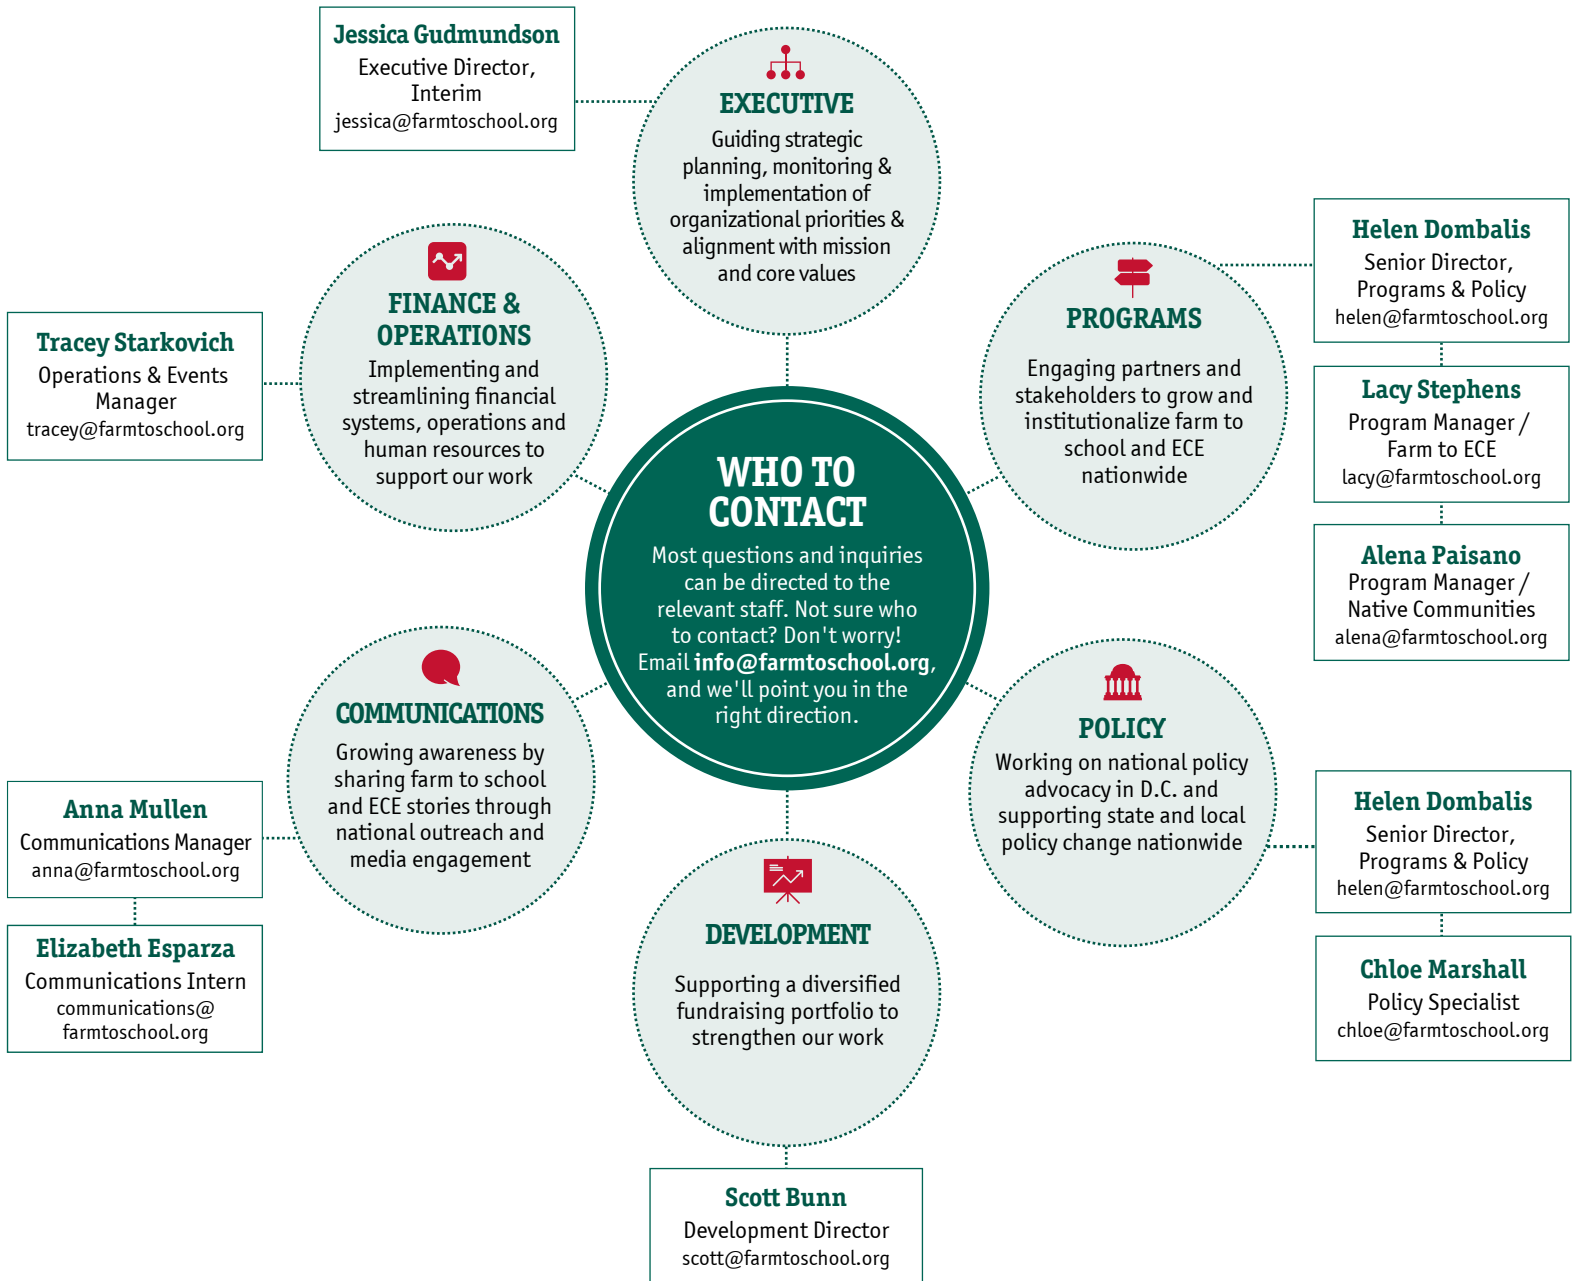 Jessica Gudmundson
Executive Director,
Interim
jessica@farmtoschool.org
EXECUTIVE
Guiding strategic
planning, monitoring &
implementation of
organizational priorities &
alignment with mission
and core values
FINANCE &
OPERATIONS
Implementing and
streamlining financial
systems, operations and
human resources to
support our work
Tracey Starkovich
Operations & Events
Manager
tracey@farmtoschool.org
PROGRAMS
Engaging partners and
stakeholders to grow and
institutionalize farm to
school and ECE
nationwide
Helen Dombalis
Senior Director,
Programs & Policy
helen@farmtoschool.org
Lacy Stephens
Program Manager /
Farm to ECE
lacy@farmtoschool.org
Alena Paisano
Program Manager /
Native Communities
alena@farmtoschool.org
WHO TO
CONTACT
Most questions and inquiries
can be directed to the
relevant staff. Not sure who
to contact? Don't worry!
Email info@farmtoschool.org,
and we'll point you in the
right direction.
COMMUNICATIONS
Growing awareness by
sharing farm to school
and ECE stories through
national outreach and
media engagement
Anna Mullen
Communications Manager
anna@farmtoschool.org
Elizabeth Esparza
Communications Intern
communications@
farmtoschool.org
POLICY
Working on national policy
advocacy in D.C. and
supporting state and local
policy change nationwide
Helen Dombalis
Senior Director,
Programs & Policy
helen@farmtoschool.org
Chloe Marshall
Policy Specialist
chloe@farmtoschool.org
DEVELOPMENT
Supporting a diversified
fundraising portfolio to
strengthen our work
Scott Bunn
Development Director
scott@farmtoschool.org